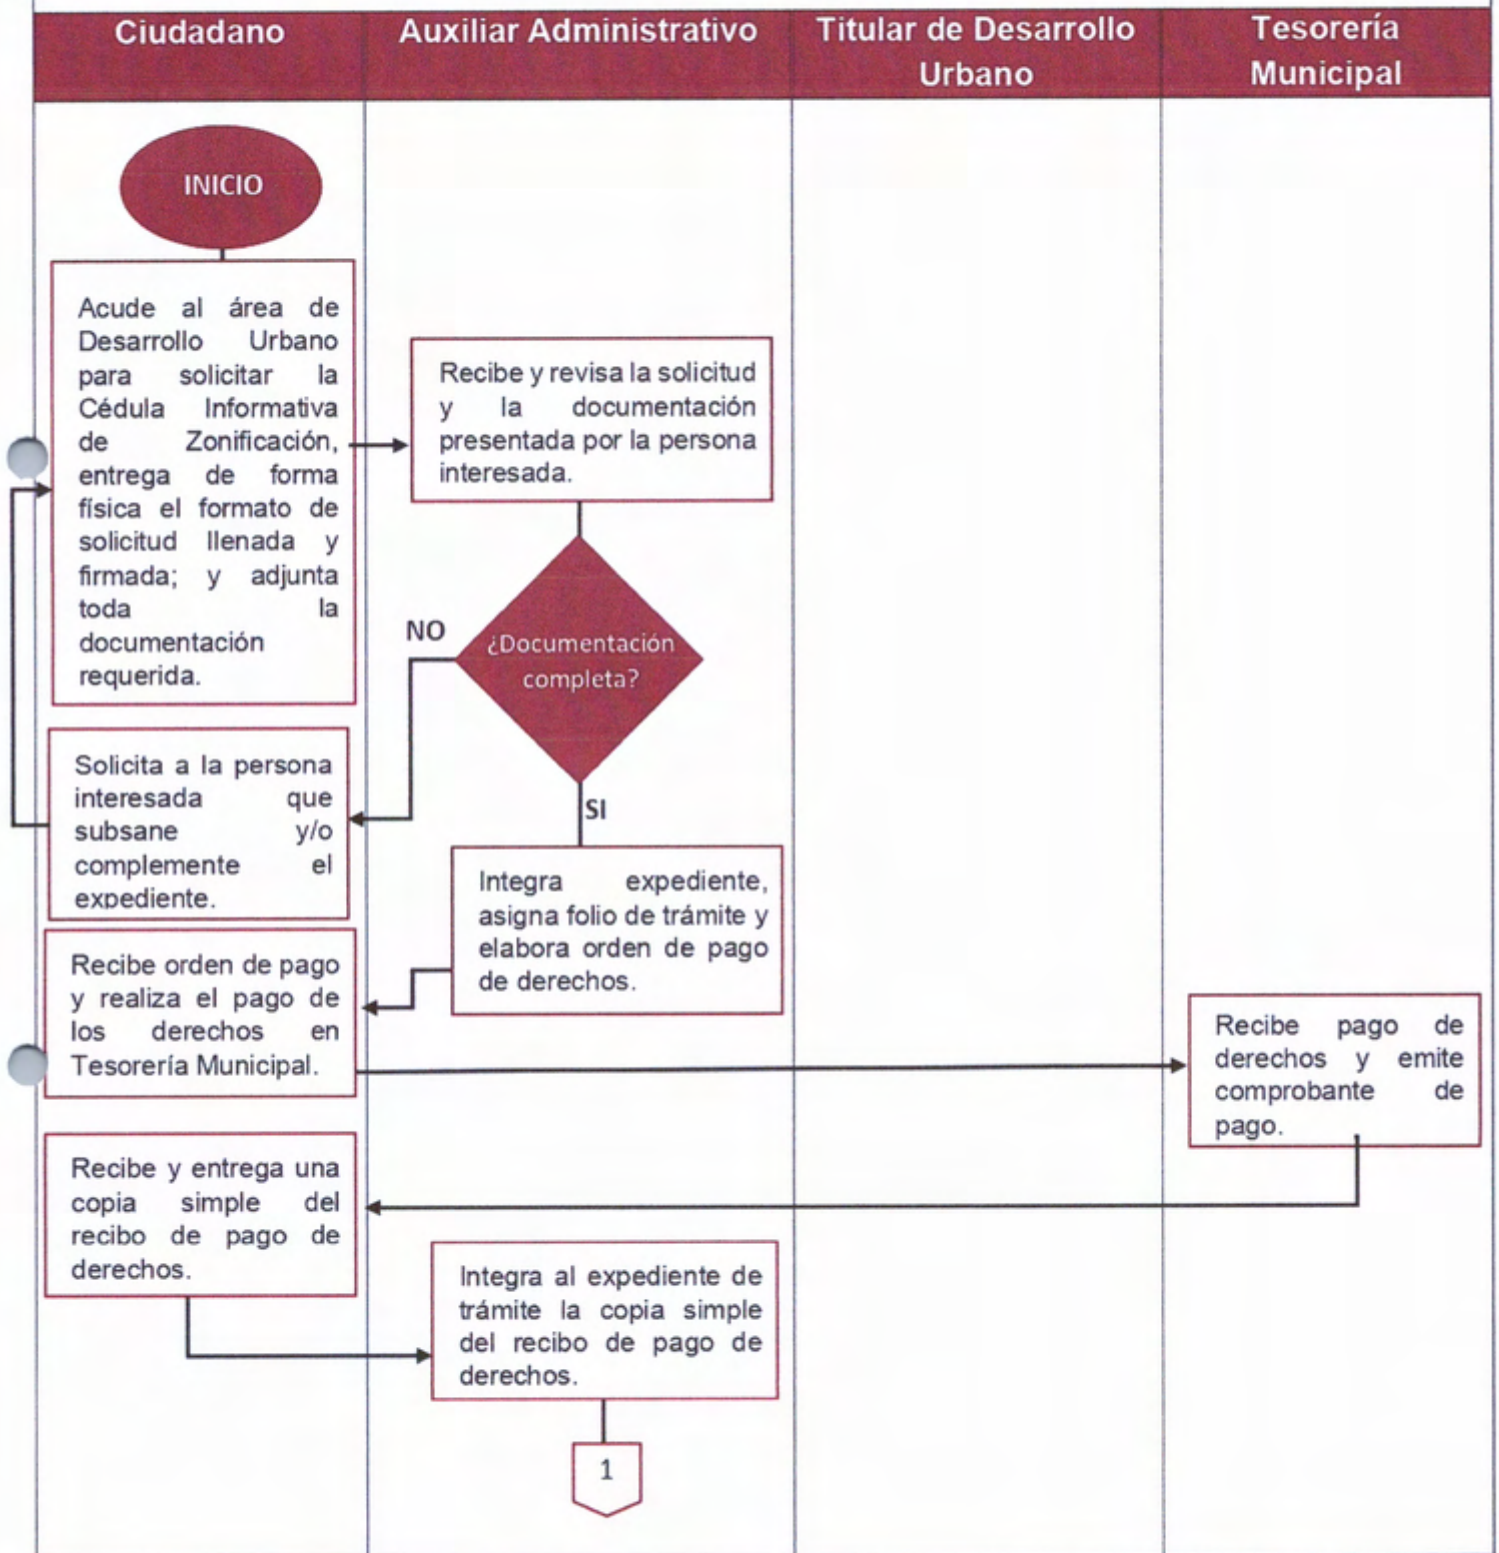 Ciudadano
Auxiliar Administrativo
Titular de Desarrollo
Urbano
Tesorería
Municipal
INICIO
Acude al área de
Desarrollo Urbano
para solicitar la
Cédula Informativa
de Zonificación,
entrega de forma
física el formato de
solicitud llenada y
firmada; y adjunta
toda la
documentación
requerida.
Recibe y revisa la solicitud
y la documentación
presentada por la persona
interesada.
¿Documentación
completa?
NO
SI
Solicita a la persona
interesada que
subsane y/o
complemente el
expediente.
Integra expediente,
asigna folio de trámite y
elabora orden de pago
de derechos.
Recibe orden de pago
y realiza el pago de
los derechos en
Tesorería Municipal.
Recibe pago de
derechos y emite
comprobante de
pago.
Recibe y entrega una
copia simple del
recibo de pago de
derechos.
Integra al expediente de
trámite la copia simple
del recibo de pago de
derechos.
1